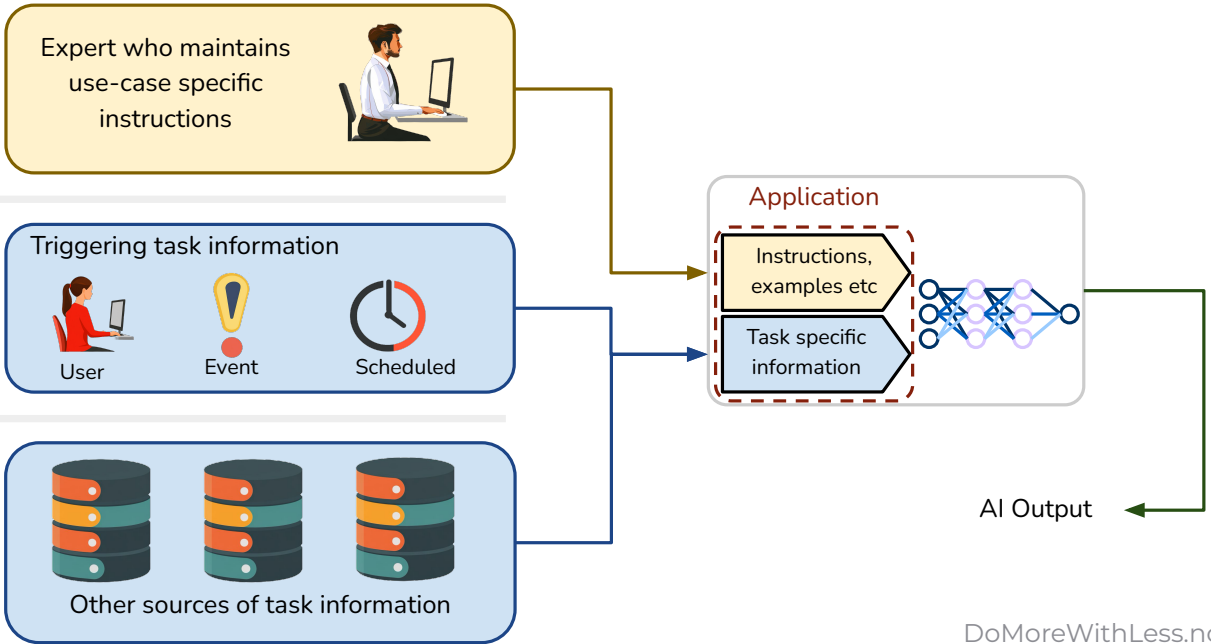 Expert who maintains
use-case specific
instructions
Triggering task information
User
Event
Scheduled
Other sources of task information
Application
Instructions,
examples etc
Task specific
information
AI Output